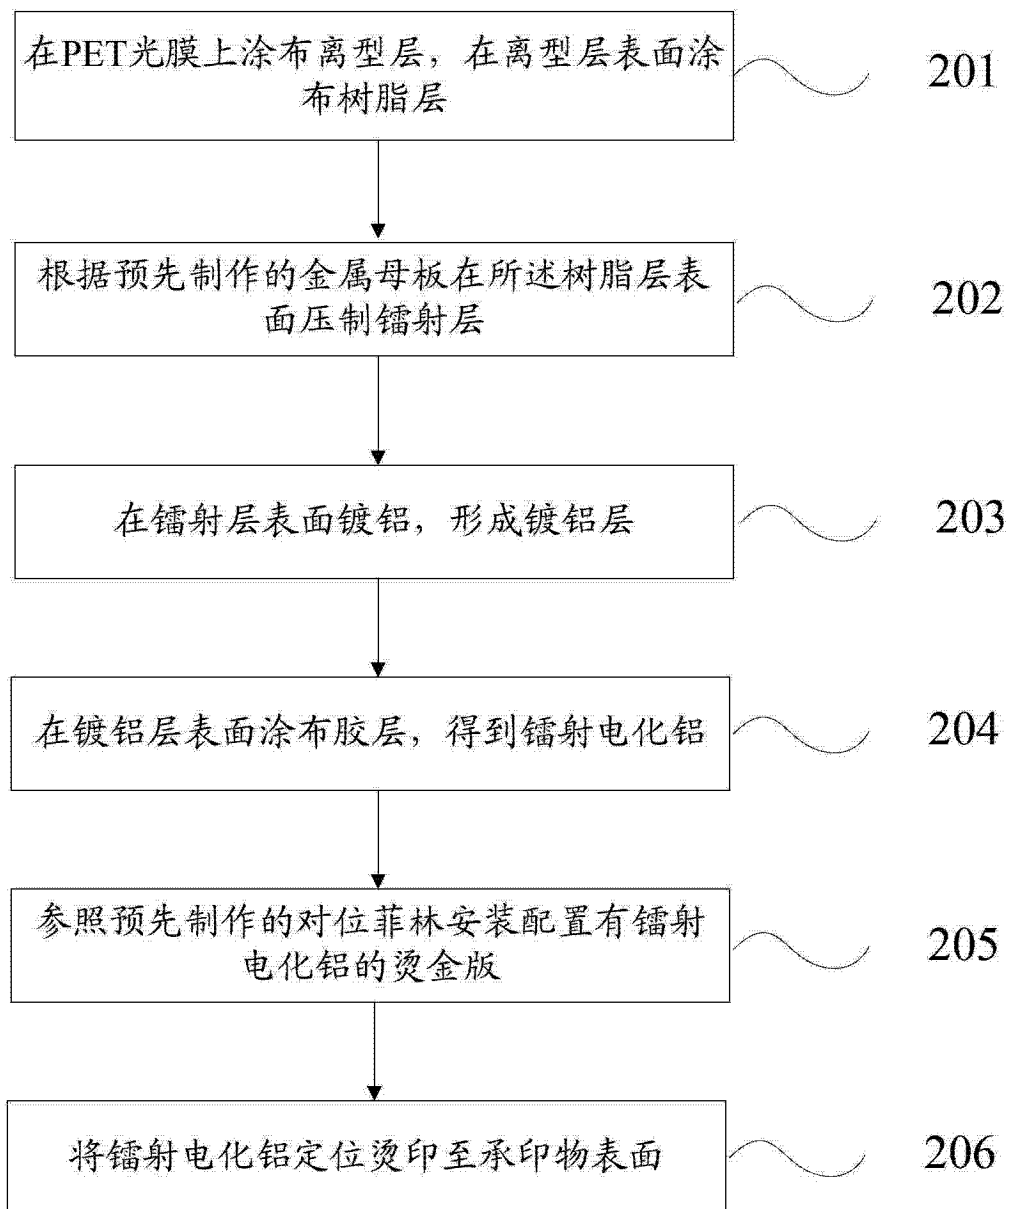 在PET光膜上涂布离型层，在离型层表面涂
布树脂层
201
根据预先制作的金属母板在所述树脂层表
面压制镭射层
202
在镭射层表面镀铝，形成镀铝层
203
在镀铝层表面涂布胶层，得到镭射电化铝
204
参照预先制作的对位菲林安装配置有镭射
电化铝的烫金版
205
将镭射电化铝定位烫印至承印物表面
206